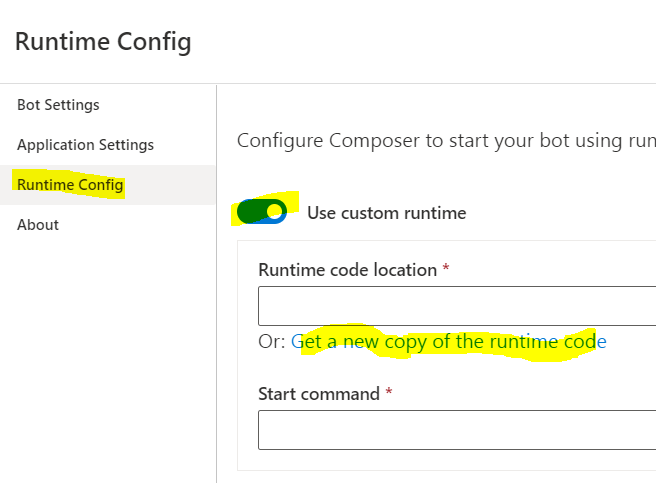 Runtime Config
Bot Settings
Application Settings
Runtime Config
About
Configure Composer to start your bot using run
Use custom runtime
Runtime code location *
Or: Get a new copy of the runtime code
Start command *